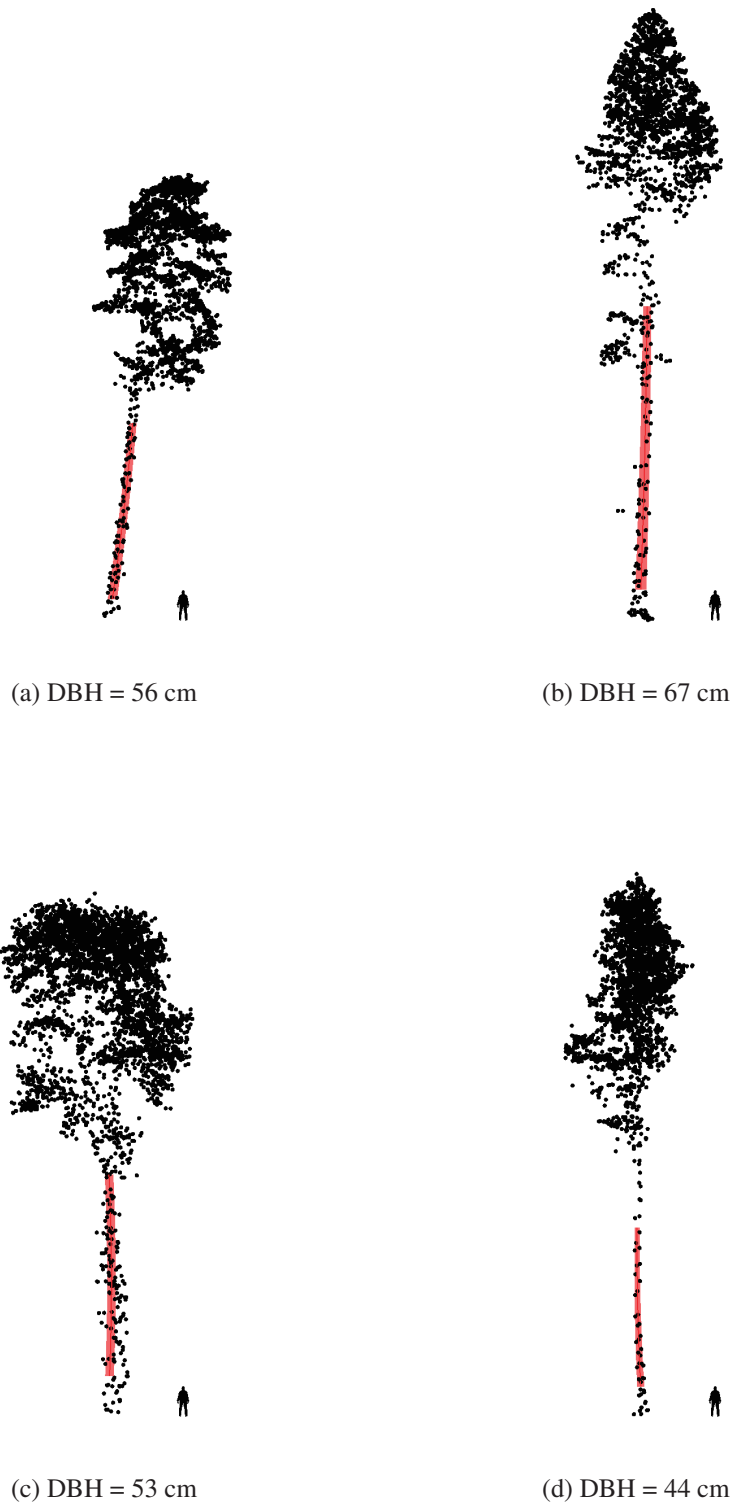 (a) DBH = 56 cm
(b) DBH = 67 cm
(c) DBH = 53 cm
(d) DBH = 44 cm